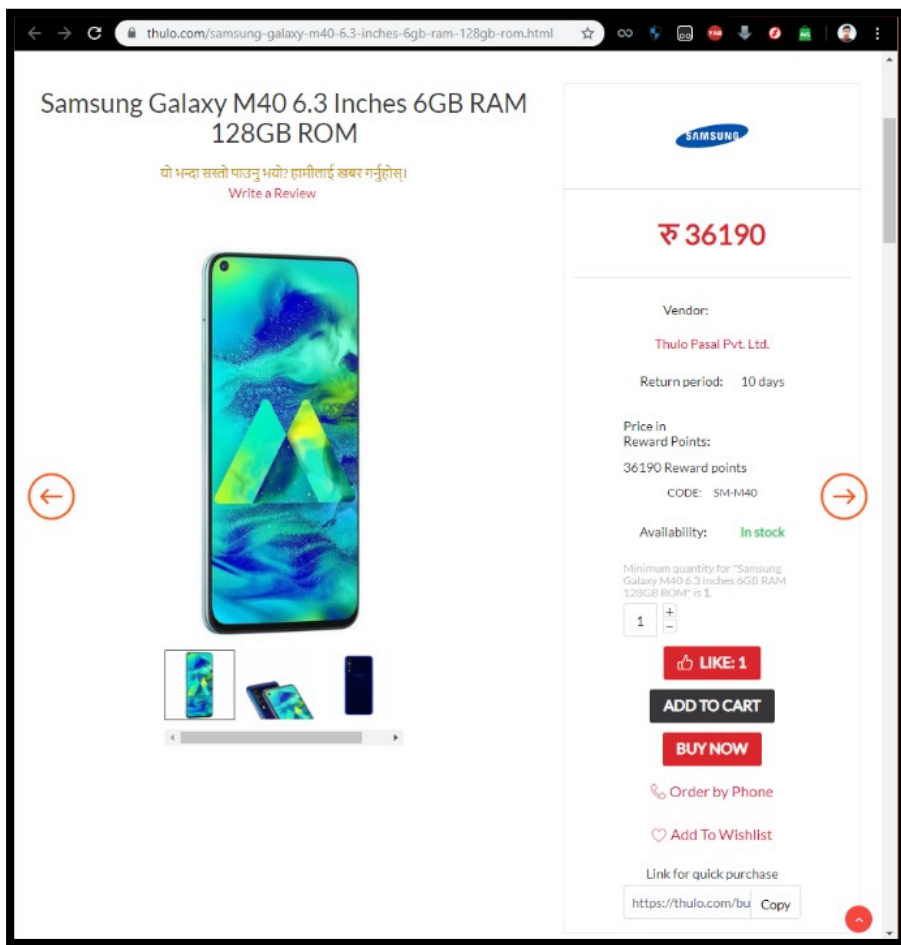 thulo.com/samsung-galaxy-m40-6.3-inches-6gb-ram-128gb-rom.html
Samsung Galaxy M40 6.3 Inches 6GB RAM
128GB ROM
यो भन्दा सस्तो पाउनु भयो? हामीलाई खबर गर्नुहोस्।
Write a Review
SAMSUNG
रु 36190
Vendor:
Thulo Pasal Pvt. Ltd.
Return period: 10 days
Price in
Reward Points:
36190 Reward points
CODE: SM-M40
Availability: In stock
Minimum quantity for "Samsung
Galaxy M40 6.3 Inches 6GB RAM
128GB ROM" is 1.
1 + −
LIKE: 1
ADD TO CART
BUY NOW
Order by Phone
Add To Wishlist
Link for quick purchase
https://thulo.com/bu Copy